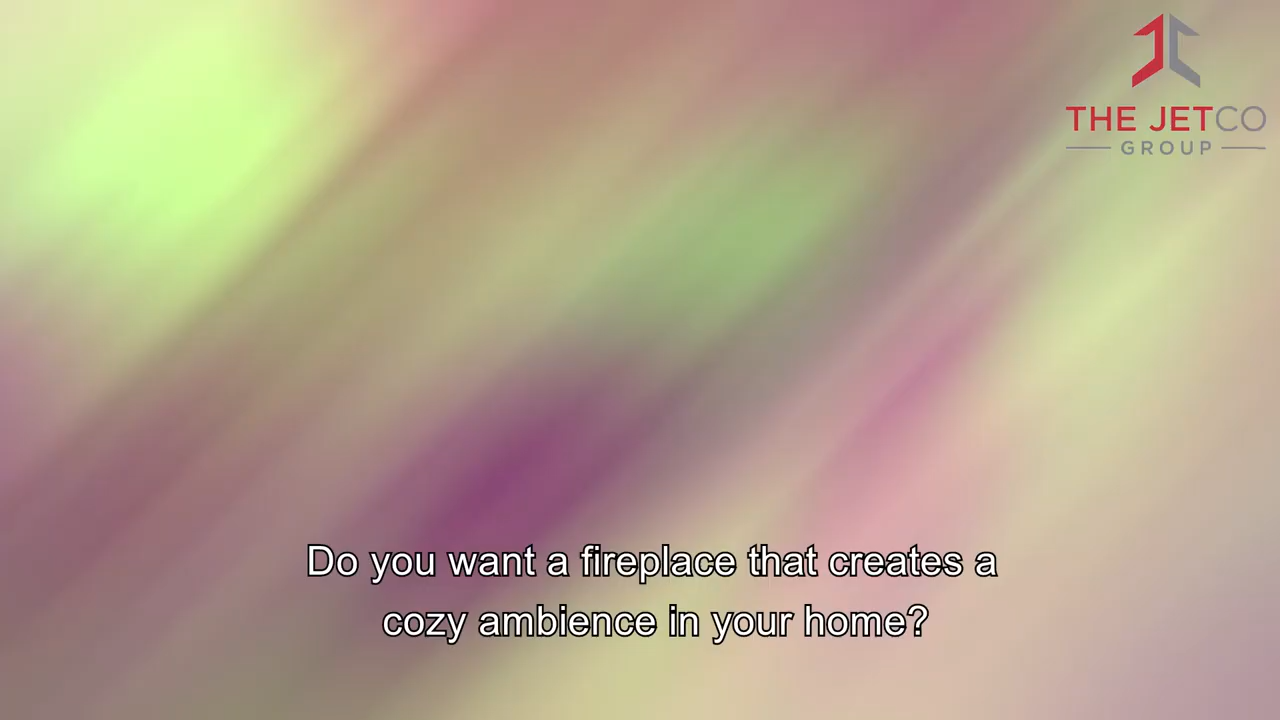 THE JETCO
GROUP
Do you want a fireplace that creates a
cozy ambience in your home?